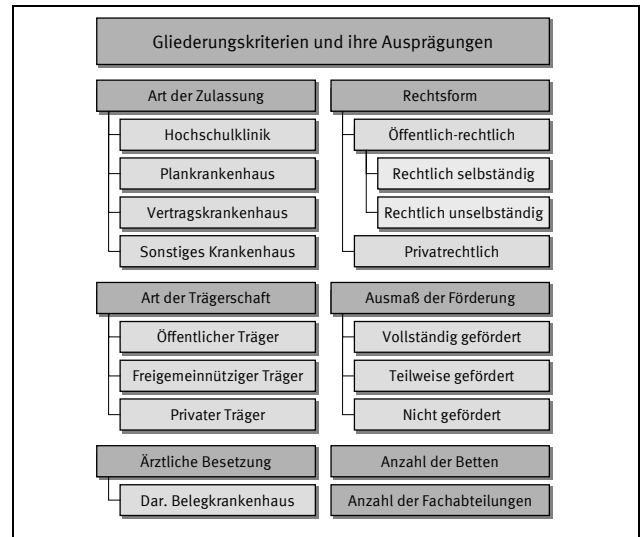 Gliederungskriterien und ihre Ausprägungen
Art der Zulassung
Hochschulklinik
Plankrankenhaus
Vertragskrankenhaus
Sonstiges Krankenhaus
Rechtsform
Öffentlich-rechtlich
Rechtlich selbständig
Rechtlich unselbständig
Privatrechtlich
Art der Trägerschaft
Öffentlicher Träger
Freigemeinnütziger Träger
Privater Träger
Ausmaß der Förderung
Vollständig gefördert
Teilweise gefördert
Nicht gefördert
Ärztliche Besetzung
Dar. Belegkrankenhaus
Anzahl der Betten
Anzahl der Fachabteilungen